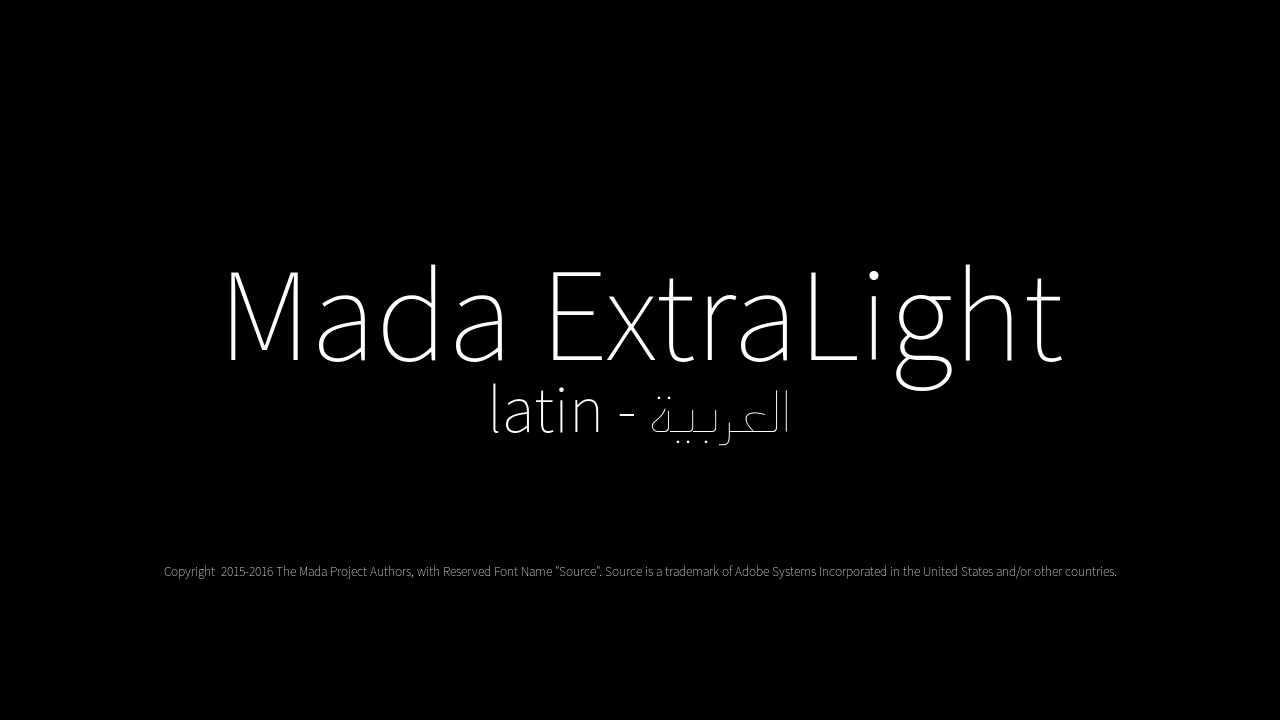 Mada ExtraLight
latin - العربية
Copyright  2015-2016 The Mada Project Authors, with Reserved Font Name "Source". Source is a trademark of Adobe Systems Incorporated in the United States and/or other countries.